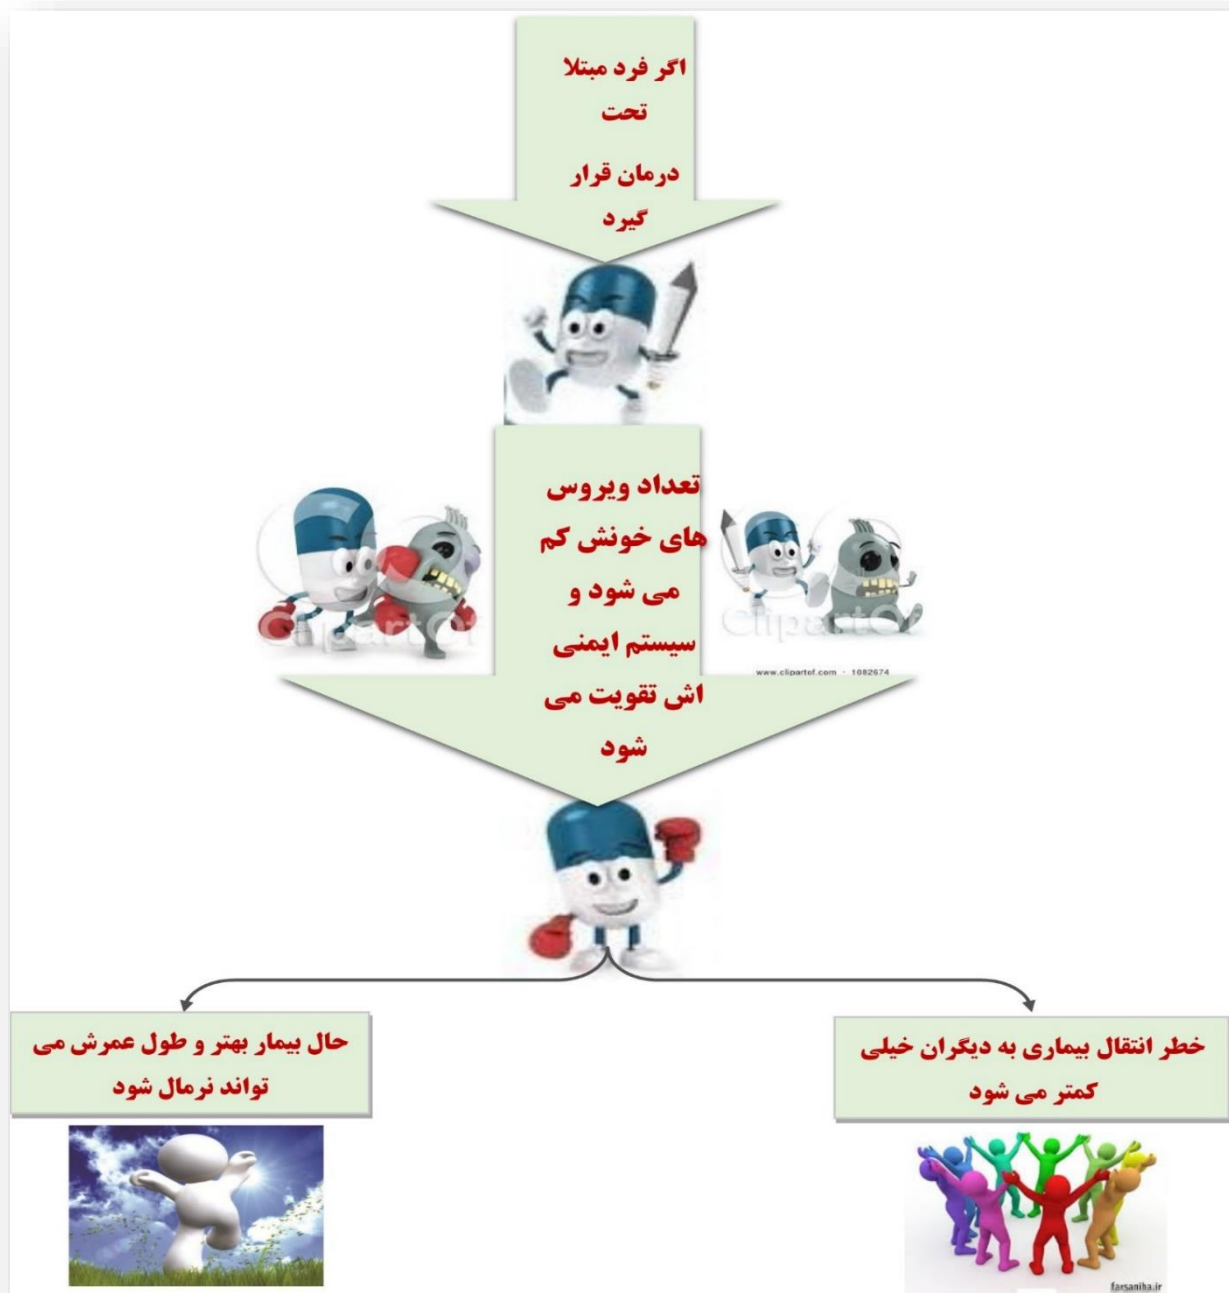 اگر فرد مبتلا
تحت
درمان قرار
گیرد
تعداد ویروس
های خونش کم
می شود و
سیستم ایمنی
اش تقویت می
شود
ClipartOf
ClipartOf
www.clipartof.com · 1082674
خطر انتقال بیماری به دیگران خیلی
کمتر می شود
حال بیمار بهتر و طول عمرش می
تواند نرمال شود
farsaniha.ir